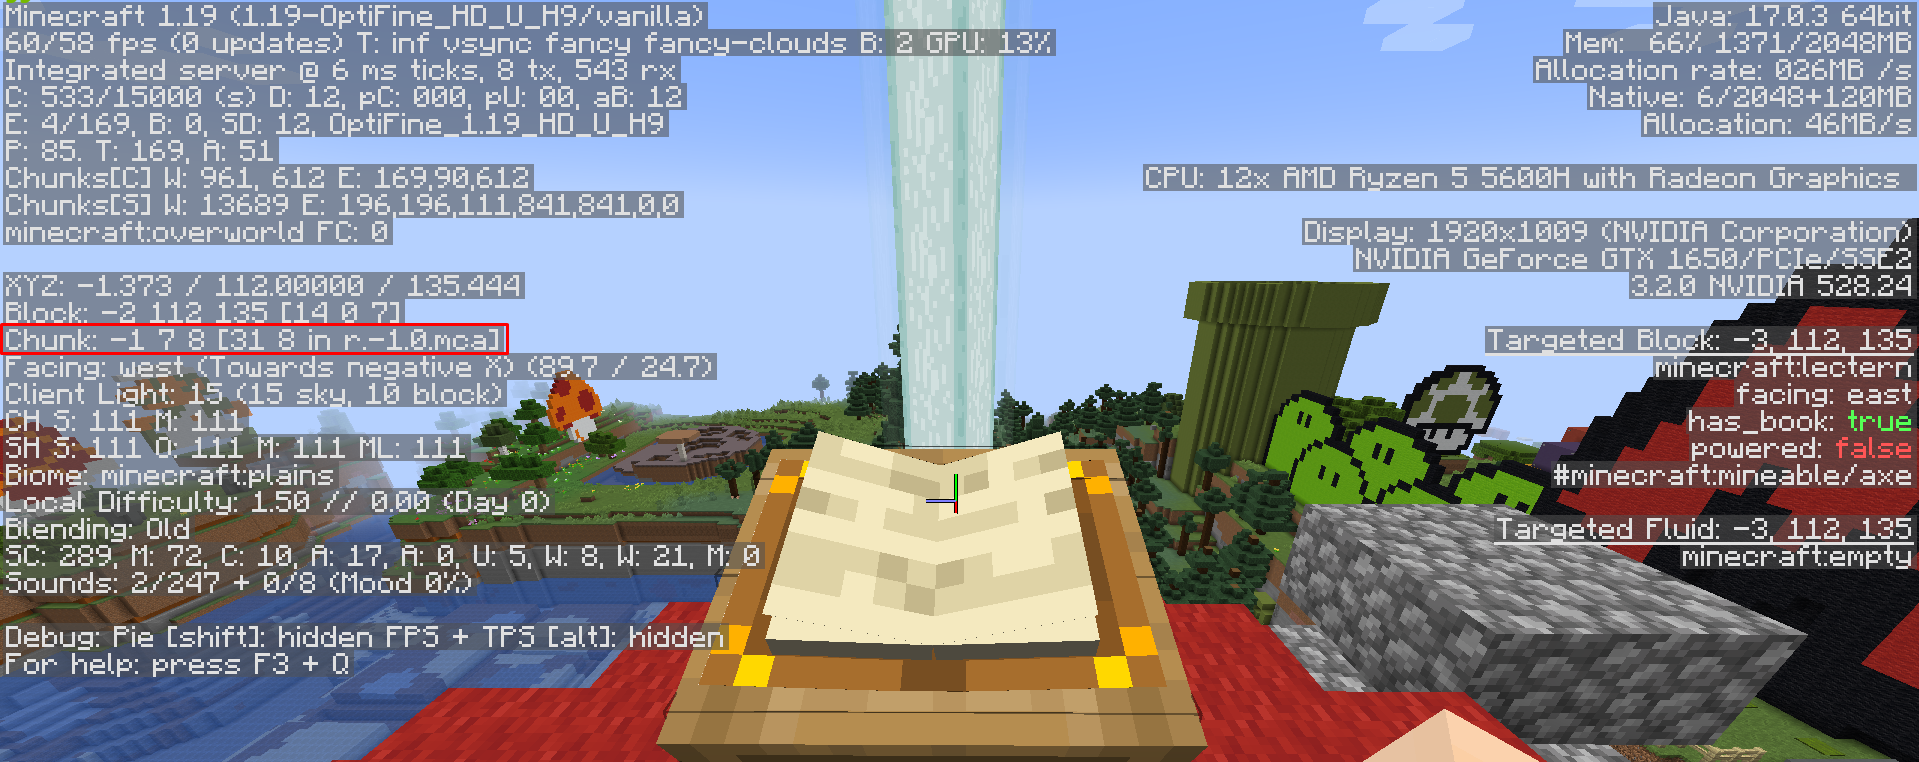 Minecraft 1.19 (1.19-OptiFine_HD_U_H9/vanilla)
60/58 fps (0 updates) T: inf vsync fancy fancy-clouds B: 2 GPU: 13%
Integrated server @ 6 ms ticks, 8 tx, 543 rx
C: 533/15000 (s) D: 12, pC: 000, pU: 00, aB: 12
E: 4/169, B: 0, SD: 12, OptiFine_1.19_HD_U_H9
P: 85. T: 169, A: 51
Chunks[C] W: 961, 612 E: 169,90,612
Chunks[S] W: 13689 E: 196,196,111,841,841,0,0
minecraft:overworld FC: 0
XYZ: -1.373 / 112.00000 / 135.444
Block: -2 112 135 [14 0 7]
Chunk: -1 7 8 [31 8 in r.-1.0.mca]
Facing: west (Towards negative X) (89.7 / 24.7)
Client Light: 15 (15 sky, 10 block)
CH S: 111 M: 111
SH S: 111 O: 111 M: 111 ML: 111
Biome: minecraft:plains
Local Difficulty: 1.50 // 0.00 (Day 0)
Blending: Old
SC: 289, M: 72, C: 10, A: 17, A: 0, U: 5, W: 8, W: 21, M: 0
Sounds: 2/247 + 0/8 (Mood 0%)
Debug: Pie [shift]: hidden FPS + TPS [alt]: hidden
For help: press F3 + Q
Java: 17.0.3 64bit
Mem: 66% 1371/2048MB
Allocation rate: 026MB /s
Native: 6/2048+120MB
Allocation: 46MB/s
CPU: 12x AMD Ryzen 5 5600H with Radeon Graphics
Display: 1920x1009 (NVIDIA Corporation)
NVIDIA GeForce GTX 1650/PCIe/SSE2
3.2.0 NVIDIA 528.24
Targeted Block: -3, 112, 135
minecraft:lectern
facing: east
has_book: true
powered: false
#minecraft:mineable/axe
Targeted Fluid: -3, 112, 135
minecraft:empty